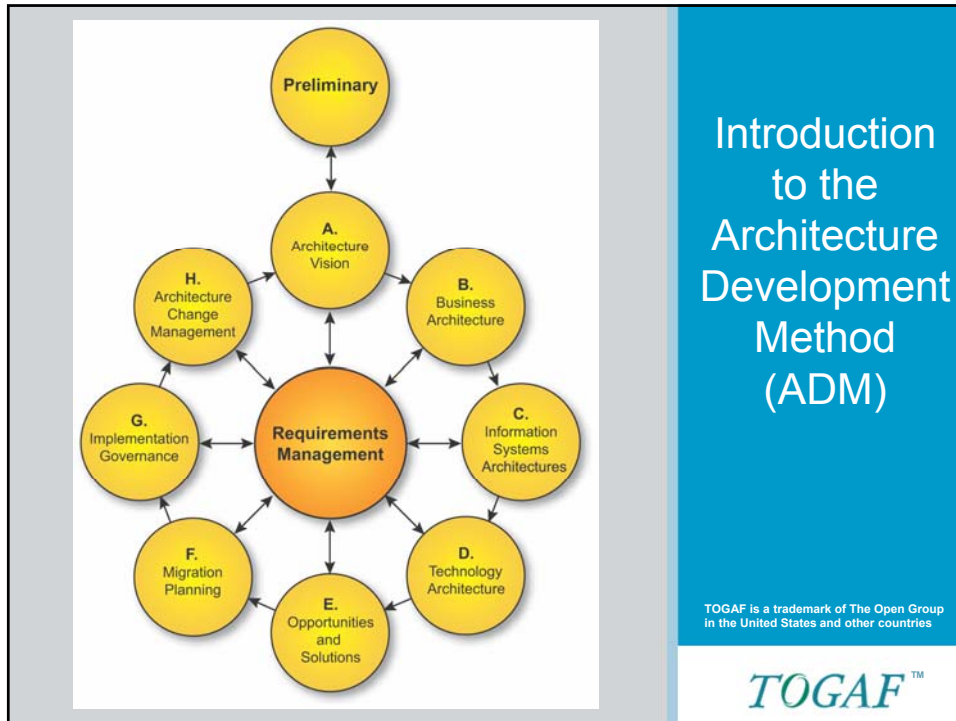 Preliminary
A.
Architecture
Vision
B.
Business
Architecture
C.
Information
Systems
Architectures
D.
Technology
Architecture
E.
Opportunities
and
Solutions
F.
Migration
Planning
G.
Implementation
Governance
H.
Architecture
Change
Management
Requirements
Management
Introduction
to the
Architecture
Development
Method
(ADM)
TOGAF is a trademark of The Open Group
in the United States and other countries
TOGAF™